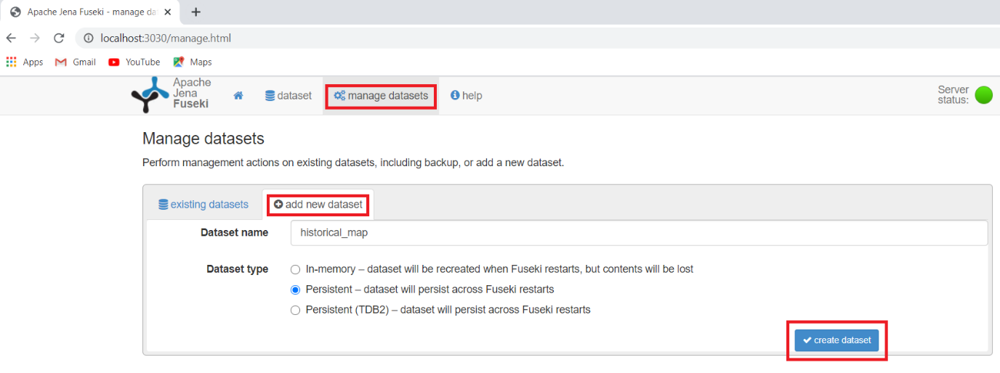 Apache Jena Fuseki - manage da
localhost:3030/manage.html
Apps Gmail YouTube Maps
Apache
Jena
Fuseki
dataset manage datasets help
Server
status:
Manage datasets
Perform management actions on existing datasets, including backup, or add a new dataset.
existing datasets add new dataset
Dataset name historical_map
Dataset type In-memory – dataset will be recreated when Fuseki restarts, but contents will be lost
Persistent – dataset will persist across Fuseki restarts
Persistent (TDB2) – dataset will persist across Fuseki restarts
create dataset